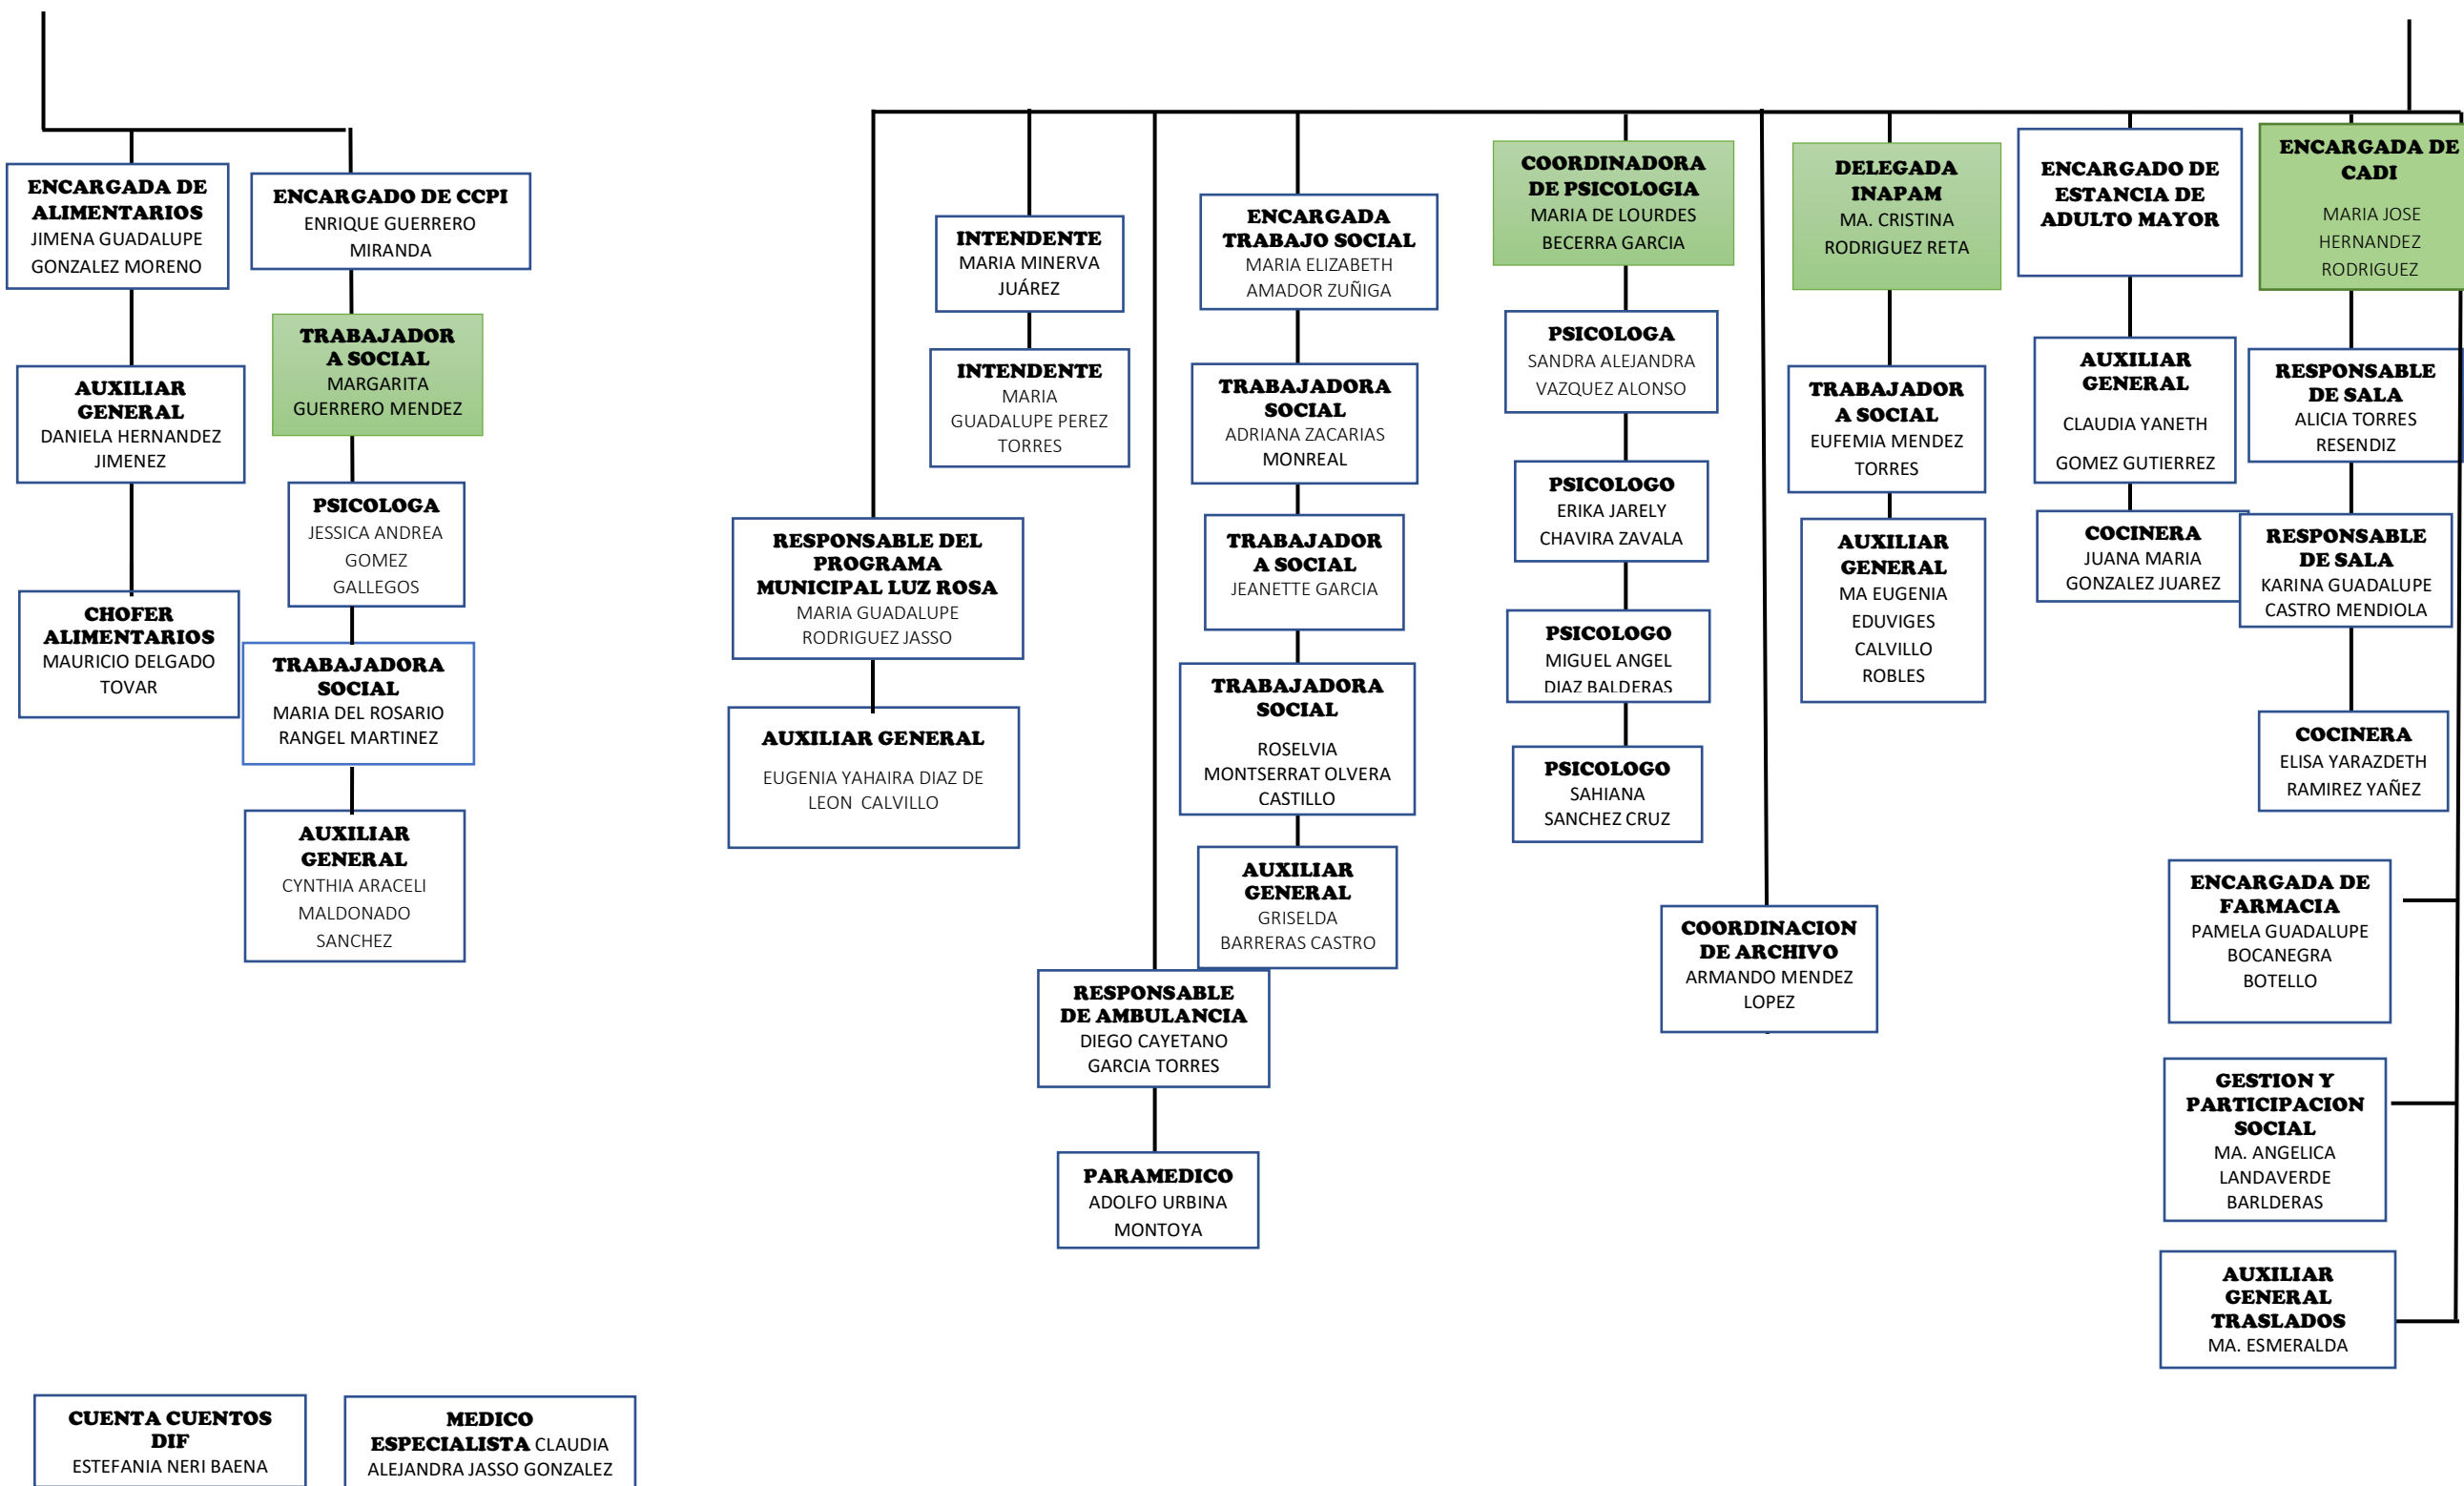 ENCARGADA DE
ALIMENTARIOS
JIMENA GUADALUPE
GONZALEZ MORENO
AUXILIAR
GENERAL
DANIELA HERNANDEZ
JIMENEZ
CHOFER
ALIMENTARIOS
MAURICIO DELGADO
TOVAR
ENCARGADO DE CCPI
ENRIQUE GUERRERO
MIRANDA
TRABAJADOR
A SOCIAL
MARGARITA
GUERRERO MENDEZ
PSICOLOGA
JESSICA ANDREA
GOMEZ
GALLEGOS
TRABAJADORA
SOCIAL
MARIA DEL ROSARIO
RANGEL MARTINEZ
AUXILIAR
GENERAL
CYNTHIA ARACELI
MALDONADO
SANCHEZ
RESPONSABLE DEL
PROGRAMA
MUNICIPAL LUZ ROSA
MARIA GUADALUPE
RODRIGUEZ JASSO
AUXILIAR GENERAL
EUGENIA YAHAIRA DIAZ DE
LEON CALVILLO
INTENDENTE
MARIA MINERVA
JUÁREZ
INTENDENTE
MARIA
GUADALUPE PEREZ
TORRES
RESPONSABLE
DE AMBULANCIA
DIEGO CAYETANO
GARCIA TORRES
PARAMEDICO
ADOLFO URBINA
MONTOYA
ENCARGADA
TRABAJO SOCIAL
MARIA ELIZABETH
AMADOR ZUÑIGA
TRABAJADORA
SOCIAL
ADRIANA ZACARIAS
MONREAL
TRABAJADOR
A SOCIAL
JEANETTE GARCIA
TRABAJADORA
SOCIAL
ROSELVIA
MONTSERRAT OLVERA
CASTILLO
AUXILIAR
GENERAL
GRISELDA
BARRERAS CASTRO
COORDINADORA
DE PSICOLOGIA
MARIA DE LOURDES
BECERRA GARCIA
PSICOLOGA
SANDRA ALEJANDRA
VAZQUEZ ALONSO
PSICOLOGO
ERIKA JARELY
CHAVIRA ZAVALA
PSICOLOGO
MIGUEL ANGEL
DIAZ BALDERAS
PSICOLOGO
SAHIANA
SANCHEZ CRUZ
COORDINACION
DE ARCHIVO
ARMANDO MENDEZ
LOPEZ
DELEGADA
INAPAM
MA. CRISTINA
RODRIGUEZ RETA
TRABAJADOR
A SOCIAL
EUFEMIA MENDEZ
TORRES
AUXILIAR
GENERAL
MA EUGENIA
EDUVIGES
CALVILLO
ROBLES
ENCARGADO DE
ESTANCIA DE
ADULTO MAYOR
AUXILIAR
GENERAL
CLAUDIA YANETH
GOMEZ GUTIERREZ
COCINERA
JUANA MARIA
GONZALEZ JUAREZ
ENCARGADA DE
CADI
MARIA JOSE
HERNANDEZ
RODRIGUEZ
RESPONSABLE
DE SALA
ALICIA TORRES
RESENDIZ
RESPONSABLE
DE SALA
KARINA GUADALUPE
CASTRO MENDIOLA
COCINERA
ELISA YARAZDETH
RAMIREZ YAÑEZ
ENCARGADA DE
FARMACIA
PAMELA GUADALUPE
BOCANEGRA
BOTELLO
GESTION Y
PARTICIPACION
SOCIAL
MA. ANGELICA
LANDAVERDE
BARLDERAS
AUXILIAR
GENERAL
TRASLADOS
MA. ESMERALDA
CUENTA CUENTOS
DIF
ESTEFANIA NERI BAENA
MEDICO
ESPECIALISTA CLAUDIA
ALEJANDRA JASSO GONZALEZ